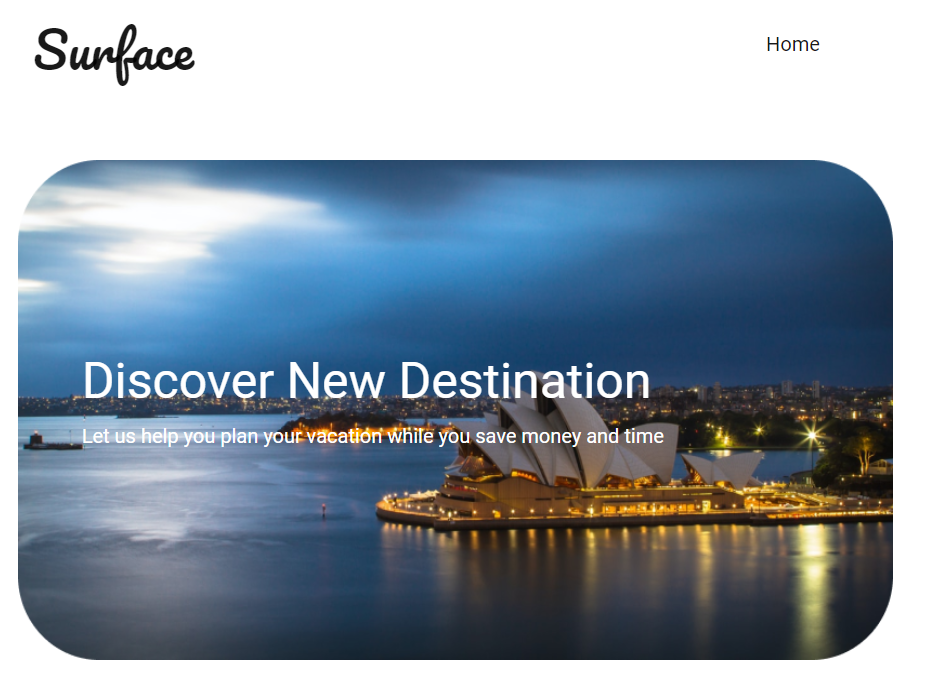 Surface
Home
Discover New Destination
Let us help you plan your vacation while you save money and time